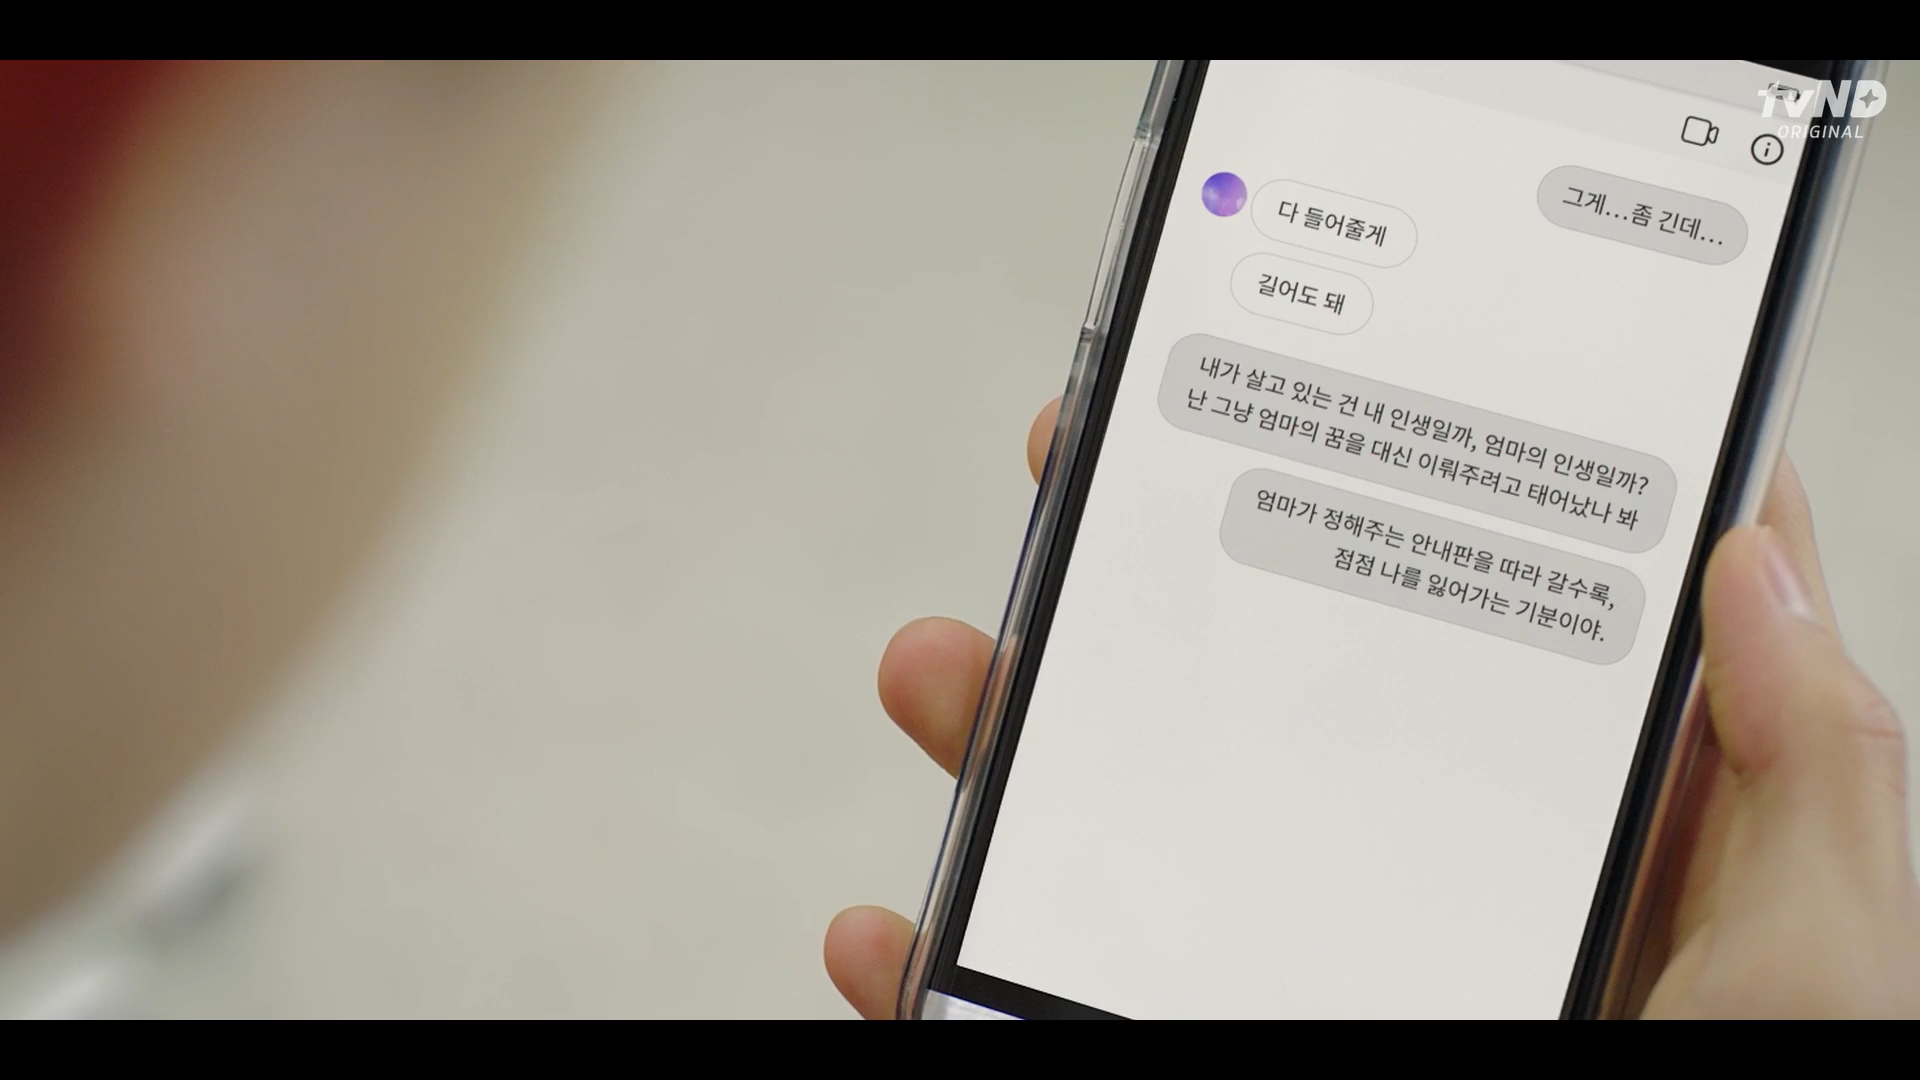 tvND
ORIGINAL
그게...좀 긴데...
다 들어줄게
길어도 돼
내가 살고 있는 건 내 인생일까, 엄마의 인생일까?
난 그냥 엄마의 꿈을 대신 이뤄주려고 태어났나 봐
엄마가 정해주는 안내판을 따라 갈수록,
점점 나를 잃어가는 기분이야.